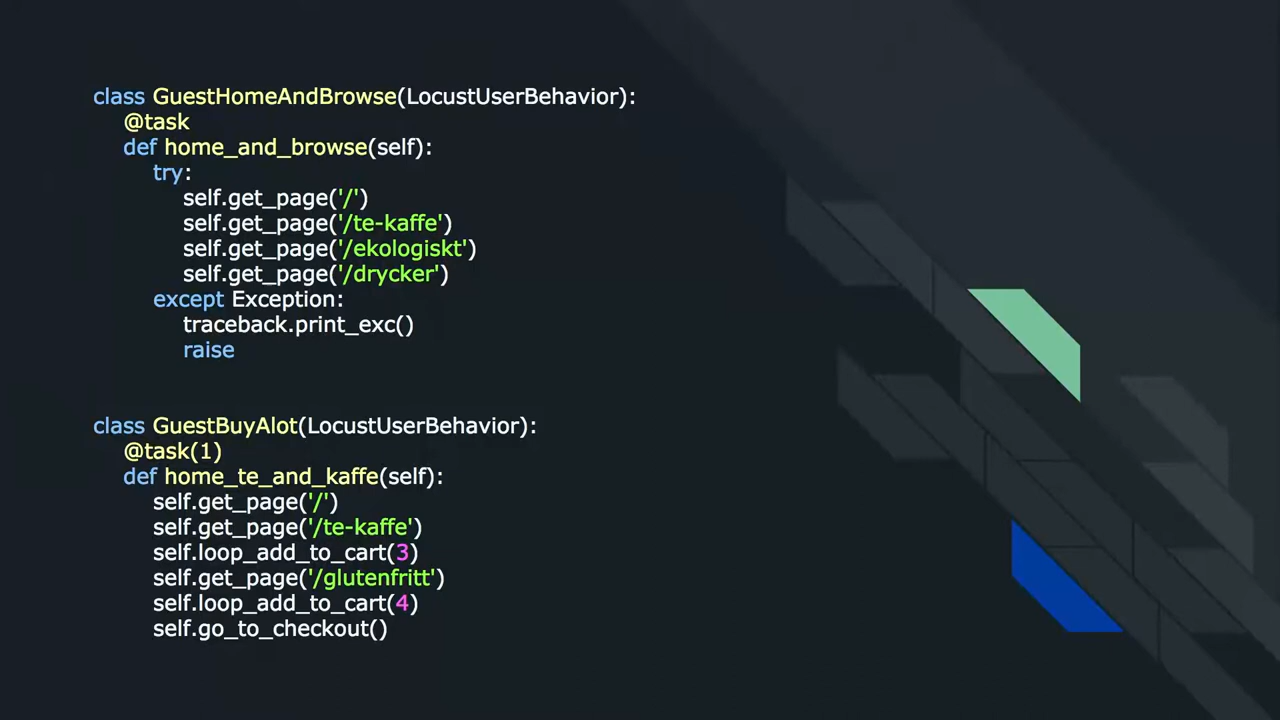 class GuestHomeAndBrowse(LocustUserBehavior):
@task
def home_and_browse(self):
try:
self.get_page('/')
self.get_page('/te-kaffe')
self.get_page('/ekologiskt')
self.get_page('/drycker')
except Exception:
traceback.print_exc()
raise
class GuestBuyAlot(LocustUserBehavior):
@task(1)
def home_te_and_kaffe(self):
self.get_page('/')
self.get_page('/te-kaffe')
self.loop_add_to_cart(3)
self.get_page('/glutenfritt')
self.loop_add_to_cart(4)
self.go_to_checkout()